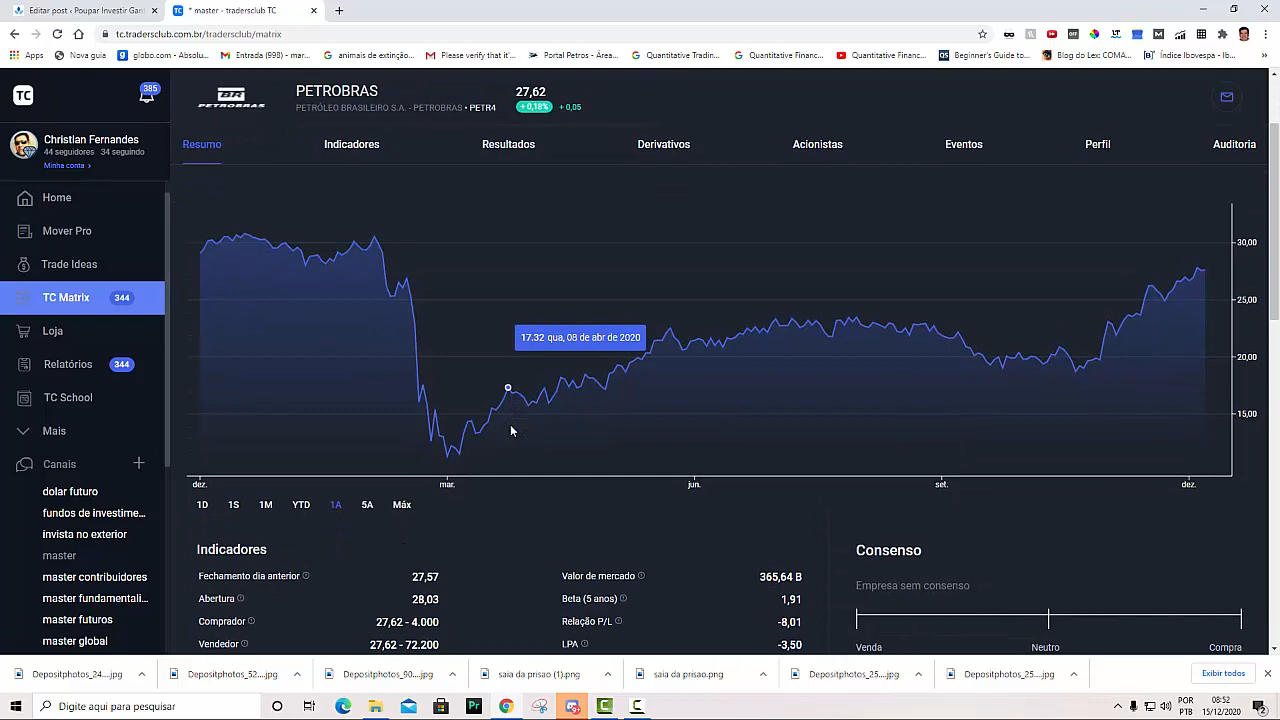 Editar post ‹ Poupar Investir Gan
* master - tradersclub TC
tc.tradersclub.com.br/tradersclub/matrix
Apps
Nova guia
globo.com - Absolu...
Entrada (998) - mar...
animais de extinção...
Please verify that i'...
Portal Petros - Área...
Quantitative Trading...
Quantitative Financ...
Quantitative Financ...
Beginner's Guide to...
Blog do Lex: COMA...
Índice Ibovespa - B...
TC
385
Christian Fernandes
44 seguidores 34 seguindo
Minha conta >
Home
Mover Pro
Trade Ideas
TC Matrix 344
Loja
Relatórios 344
TC School
Mais
Canais
dolar futuro
fundos de investime...
invista no exterior
master
master contribuidores
master fundamentali...
master futuros
master global
BR
PETROBRAS
PETROBRAS
PETRÓLEO BRASILEIRO S.A. - PETROBRAS • PETR4
27,62
+ 0,18% + 0,05
Resumo
Indicadores
Resultados
Derivativos
Acionistas
Eventos
Perfil
Auditoria
30,00
25,00
20,00
15,00
17.32 qua, 08 de abr de 2020
dez.
mar.
jun.
set.
dez.
1D 1S 1M YTD 1A 5A Máx
Indicadores
Fechamento dia anterior 27,57
Abertura 28,03
Comprador 27,62 - 4.000
Vendedor 27,62 - 72.200
Valor de mercado 365,64 B
Beta (5 anos) 1,91
Relação P/L -8,01
LPA -3,50
Consenso
Empresa sem consenso
Venda
Neutro
Compra
Depositphotos_24....jpg
Depositphotos_52....jpg
Depositphotos_90....jpg
saia da prisao (1).png
saia da prisao.png
Depositphotos_25....jpg
Depositphotos_25....jpg
Exibir todos
Digite aqui para pesquisar
Pr
POR
PTB
08:52
15/12/2020
2